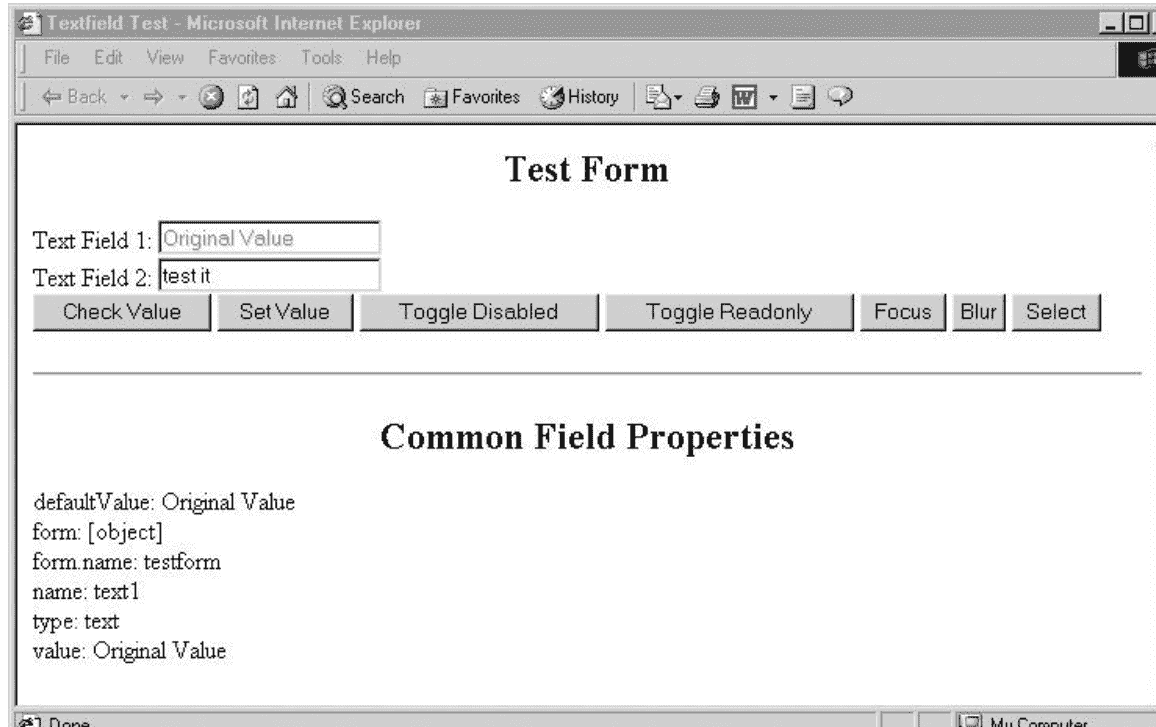 Textfield Test - Microsoft Internet Explorer
File Edit View Favorites Tools Help
Back Search Favorites History
Test Form
Text Field 1: Original Value
Text Field 2: test it
Check Value Set Value Toggle Disabled Toggle Readonly Focus Blur Select
Common Field Properties
defaultValue: Original Value
form: [object]
form.name: testform
name: text1
type: text
value: Original Value
Done My Computer